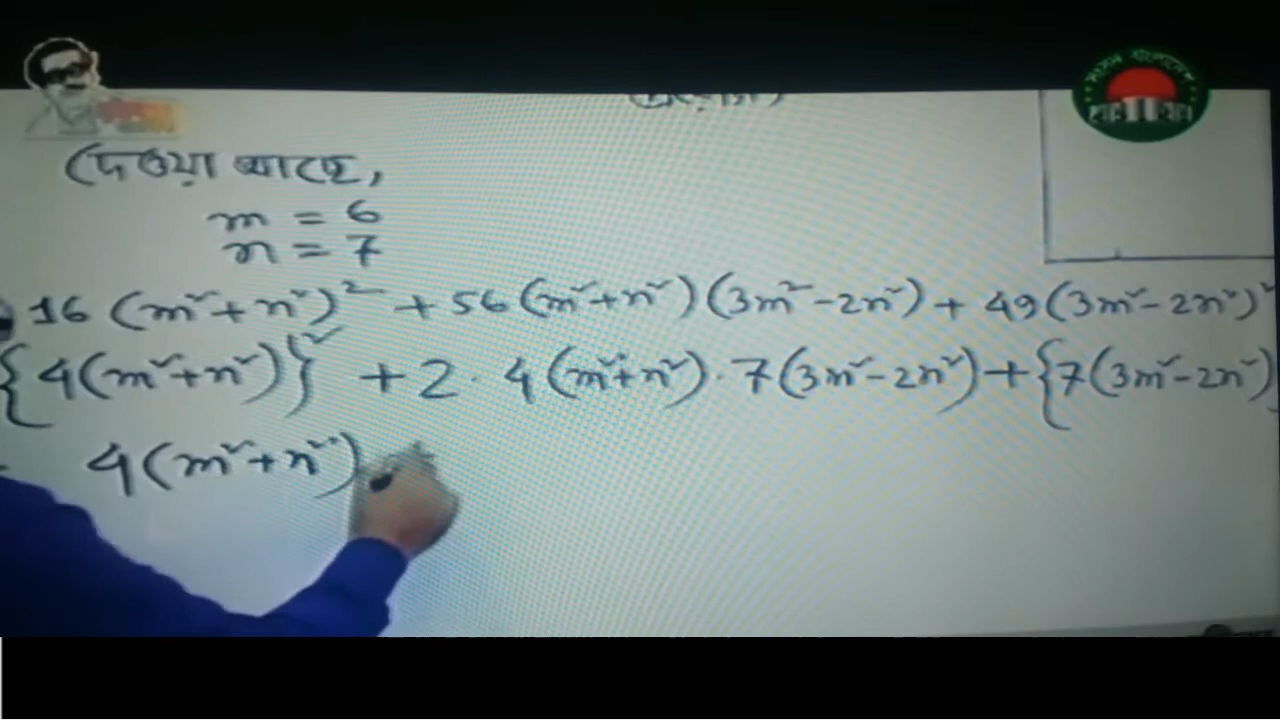 দেওয়া আছে,
m = 6
n = 7
16 (m²+n²)² + 56 (m²+n²) (3m²-2n²) + 49 (3m²-2n²)²
{4(m²+n²)}² + 2. 4 (m²+n²). 7 (3m²-2n²) + {7 (3m²-2n²)
4 (m²+n²)